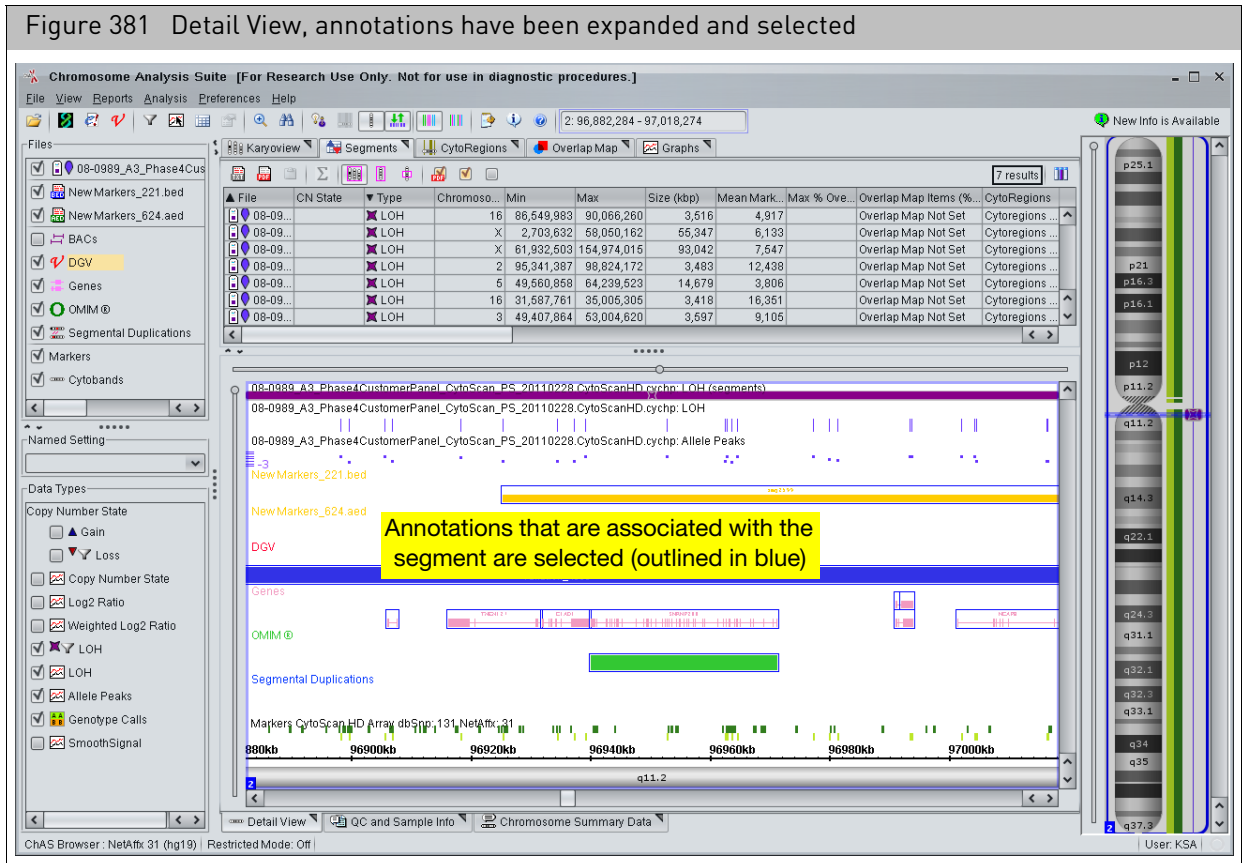 Figure 381 Detail View, annotations have been expanded and selected
Chromosome Analysis Suite [For Research Use Only. Not for use in diagnostic procedures.]
File View Reports Analysis Preferences Help
2: 96,882,284 - 97,018,274
New Info is Available
Files
08-0989_A3_Phase4Cus
NewMarkers_221.bed
NewMarkers_624.aed
BACs
DGV
Genes
OMIM ®
Segmental Duplications
Markers
Cytobands
Named Setting
Data Types
Copy Number State
Gain
Loss
Copy Number State
Log2 Ratio
Weighted Log2 Ratio
LOH
LOH
Allele Peaks
Genotype Calls
SmoothSignal
Karyoview Segments CytoRegions Overlap Map Graphs
7 results
File CN State Type Chromoso... Min Max Size (kbp) Mean Mark... Max % Ove... Overlap Map Items (%... CytoRegions
08-09... LOH 16 86,549,983 90,066,260 3,516 4,917 Overlap Map Not Set Cytoregions ...
08-09... LOH X 2,703,632 58,050,162 55,347 6,133 Overlap Map Not Set Cytoregions ...
08-09... LOH X 61,932,503 154,974,015 93,042 7,547 Overlap Map Not Set Cytoregions ...
08-09... LOH 2 95,341,387 98,824,172 3,483 12,438 Overlap Map Not Set Cytoregions ...
08-09... LOH 5 49,560,858 64,239,523 14,679 3,806 Overlap Map Not Set Cytoregions ...
08-09... LOH 16 31,587,761 35,005,305 3,418 16,351 Overlap Map Not Set Cytoregions ...
08-09... LOH 3 49,407,864 53,004,620 3,597 9,105 Overlap Map Not Set Cytoregions ...
08-0989_A3_Phase4CustomerPanel_CytoScan_PS_20110228.CytoScanHD.cychp: LOH (segments)
08-0989_A3_Phase4CustomerPanel_CytoScan_PS_20110228.CytoScanHD.cychp: LOH
08-0989_A3_Phase4CustomerPanel_CytoScan_PS_20110228.CytoScanHD.cychp: Allele Peaks
-3
NewMarkers_221.bed
NewMarkers_624.aed
Annotations that are associated with the
segment are selected (outlined in blue)
DGV
Genes
OMIM ®
Segmental Duplications
Markers CytoScan HD Array dbSnp: 131 NetAffx: 31
880kb 96900kb 96920kb 96940kb 96960kb 96980kb 97000kb
q11.2
2
Detail View QC and Sample Info Chromosome Summary Data
p25.1
p21
p16.3
p16.1
p12
p11.2
q11.2
q14.3
q22.1
q24.3
q31.1
q32.1
q32.3
q33.1
q34
q35
q37.3
2
ChAS Browser : NetAffx 31 (hg19) Restricted Mode: Off
User: KSA